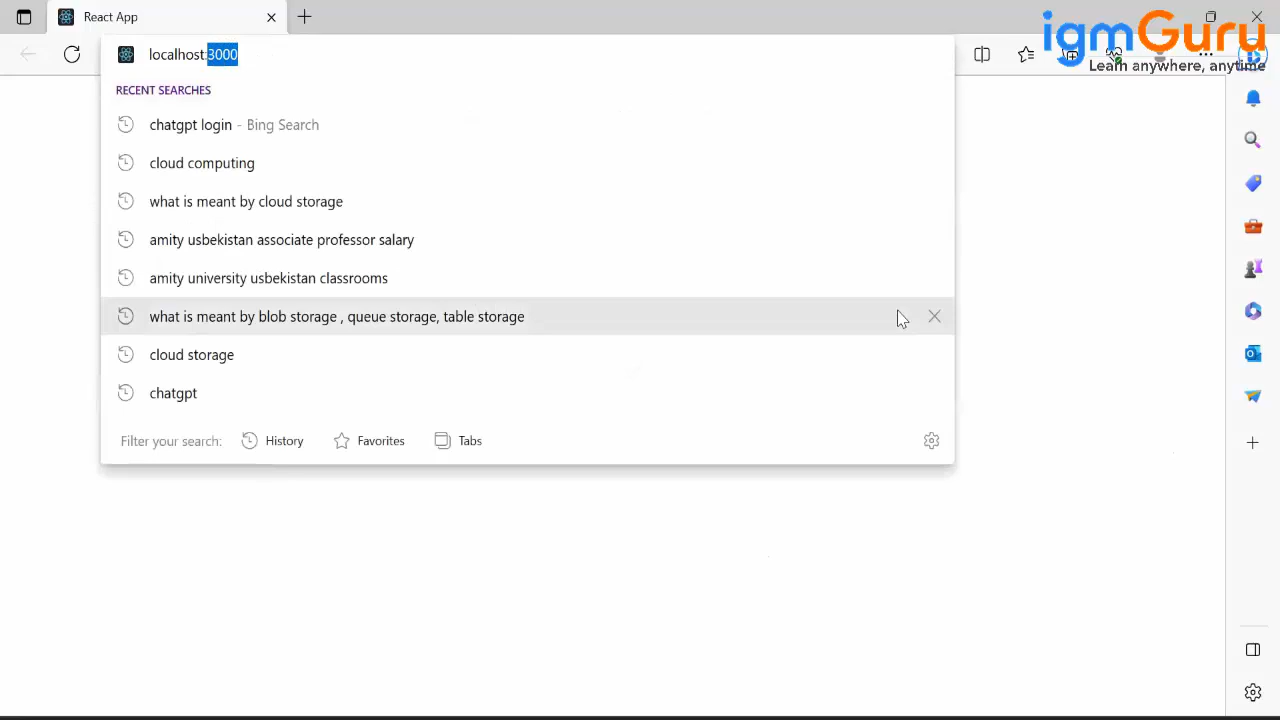 React App
igmGuru
Learn anywhere, anytime
localhost:3000
RECENT SEARCHES
chatgpt login - Bing Search
cloud computing
what is meant by cloud storage
amity usbekistan associate professor salary
amity university usbekistan classrooms
what is meant by blob storage , queue storage, table storage
cloud storage
chatgpt
Filter your search: History Favorites Tabs